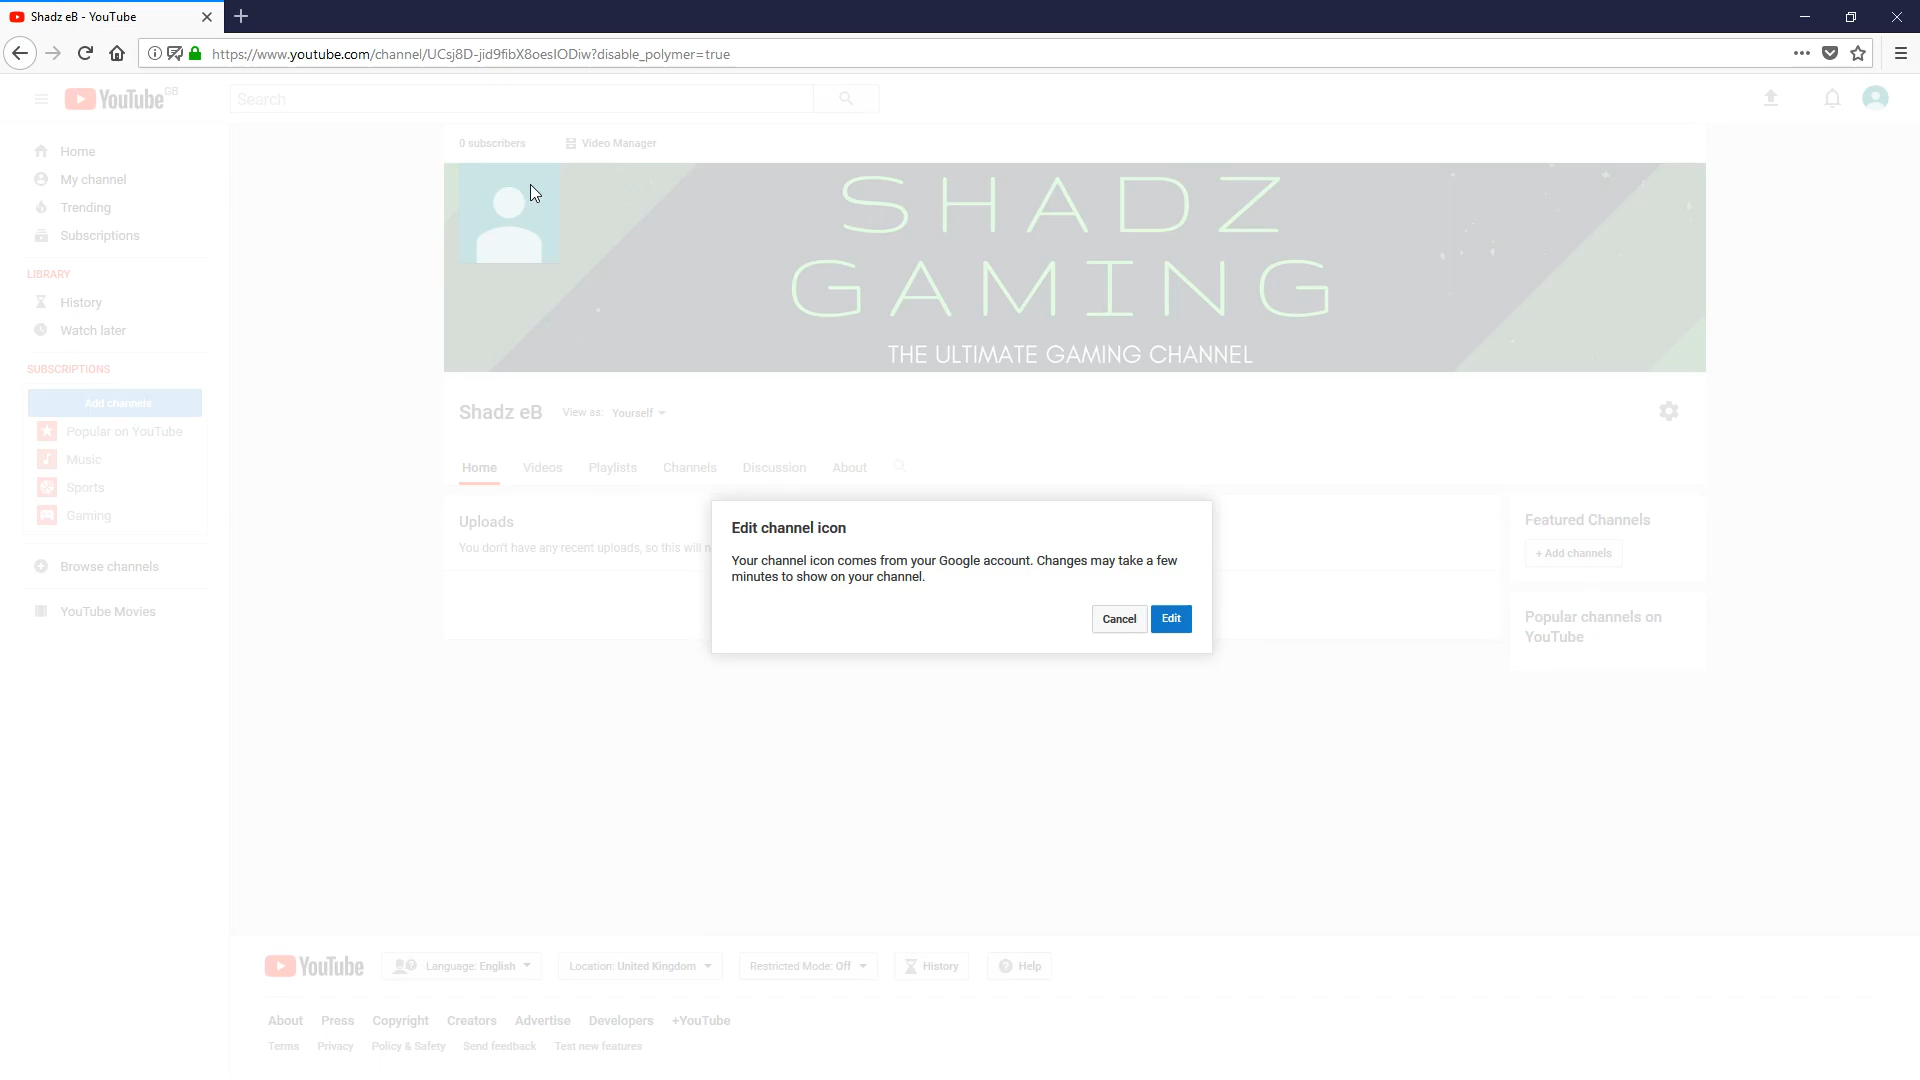 Shadz eB - YouTube
https://www.youtube.com/channel/UCsj8D-jid9fibX8oesIODiw?disable_polymer=true
YouTube GB
Search
0 subscribers
Video Manager
Home
My channel
Trending
Subscriptions
LIBRARY
History
Watch later
SUBSCRIPTIONS
Add channels
Popular on YouTube
Music
Sports
Gaming
Browse channels
YouTube Movies
SHADZ
GAMING
THE ULTIMATE GAMING CHANNEL
Shadz eB View as: Yourself
Home Videos Playlists Channels Discussion About
Uploads
You don't have any recent uploads, so this will n
Edit channel icon
Your channel icon comes from your Google account. Changes may take a few
minutes to show on your channel.
Cancel Edit
Featured Channels
+ Add channels
Popular channels on
YouTube
YouTube Language: English Location: United Kingdom Restricted Mode: Off History Help
About Press Copyright Creators Advertise Developers +YouTube
Terms Privacy Policy & Safety Send feedback Test new features